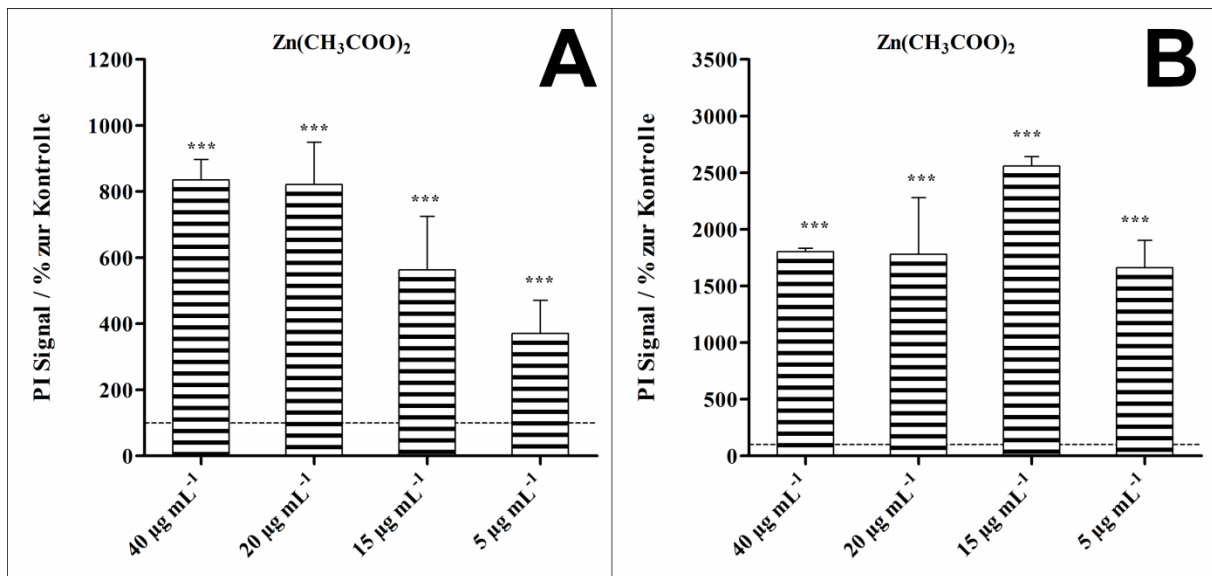 Zn(CH₃COO)₂
A
PI Signal / % zur Kontrolle
1200
1000
800
600
400
200
0
***
***
***
***
40 µg mL⁻¹
20 µg mL⁻¹
15 µg mL⁻¹
5 µg mL⁻¹
Zn(CH₃COO)₂
B
PI Signal / % zur Kontrolle
3500
3000
2500
2000
1500
1000
500
0
***
***
***
***
40 µg mL⁻¹
20 µg mL⁻¹
15 µg mL⁻¹
5 µg mL⁻¹